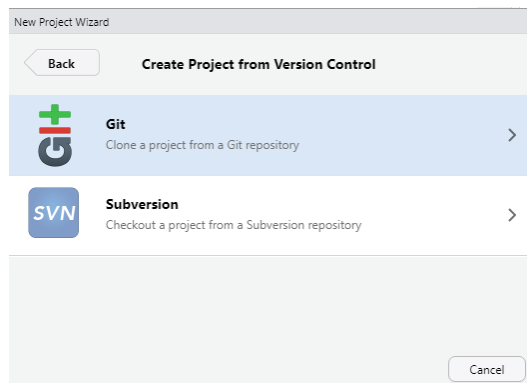 New Project Wizard
Back
Create Project from Version Control
git
Git
Clone a project from a Git repository
SVN
Subversion
Checkout a project from a Subversion repository
Cancel